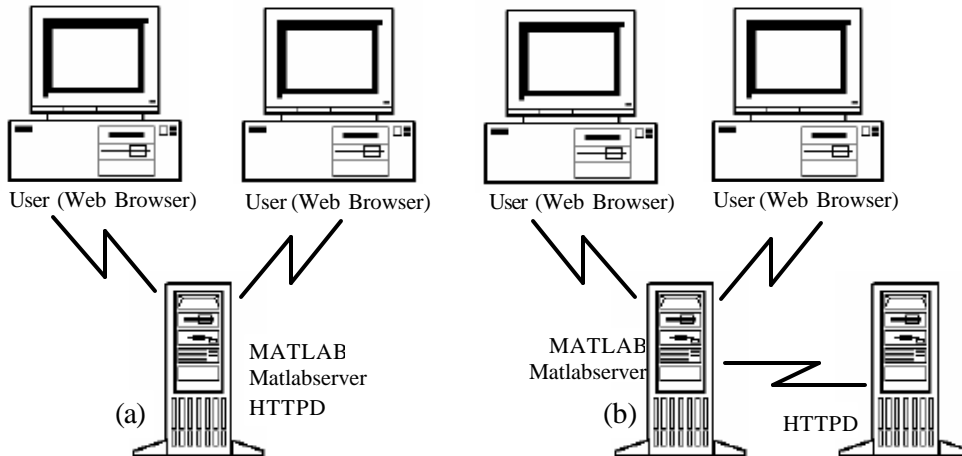 User (Web Browser)
User (Web Browser)
User (Web Browser)
User (Web Browser)
MATLAB
Matlabserver
HTTPD
(a)
MATLAB
Matlabserver
(b)
HTTPD